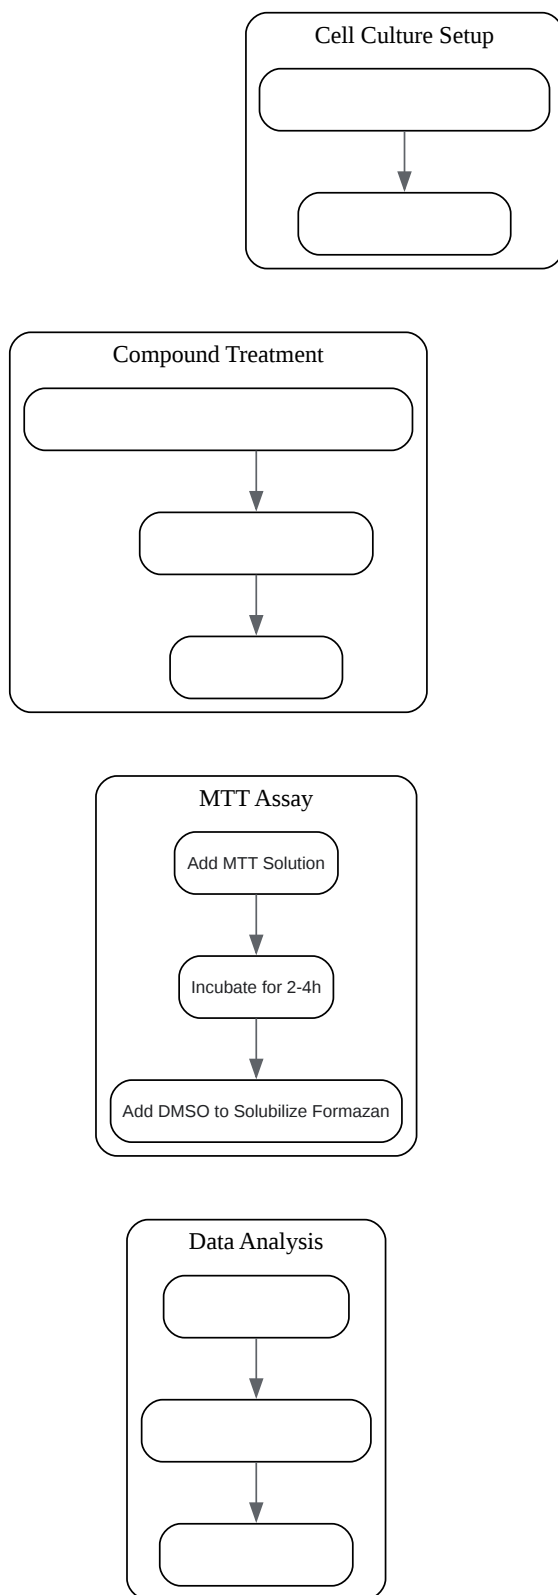 Cell Culture Setup
Compound Treatment
MTT Assay
Add MTT Solution
Incubate for 2-4h
Add DMSO to Solubilize Formazan
Data Analysis